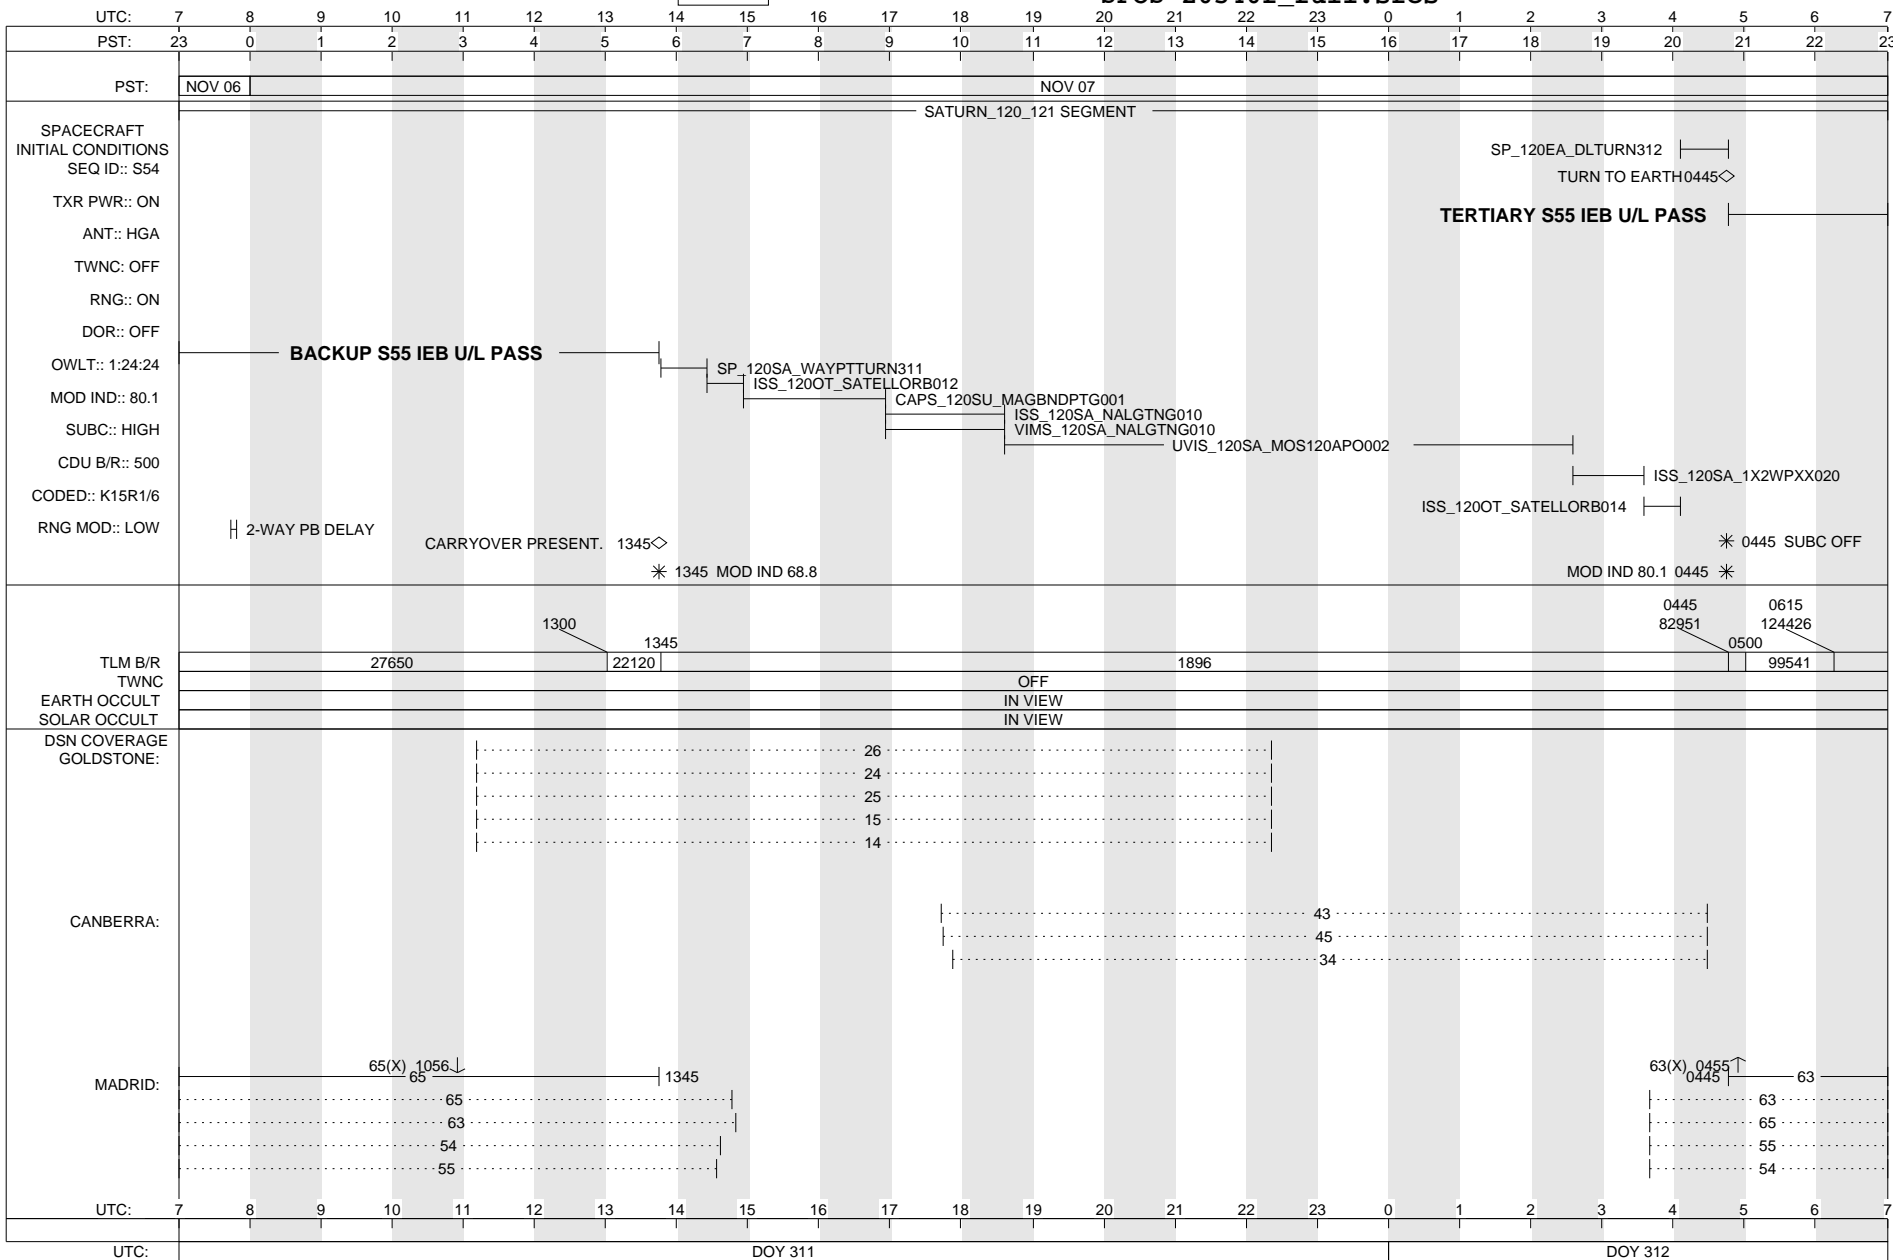 UTC: 7 8 9 10 11 12 13 14 15 16 17 18 19 20 21 22 23 0 1 2 3 4 5 6 7
PST: 23 0 1 2 3 4 5 6 7 8 9 10 11 12 13 14 15 16 17 18 19 20 21 22 23
PST: NOV 06 NOV 07
SATURN_120_121 SEGMENT
SPACECRAFT
INITIAL CONDITIONS
SP_120EA_DLTURN312
SEQ ID:: S54
TURN TO EARTH 0445
TXR PWR:: ON
TERTIARY S55 IEB U/L PASS
ANT:: HGA
TWNC: OFF
RNG:: ON
DOR:: OFF
BACKUP S55 IEB U/L PASS
OWLT:: 1:24:24
SP_120SA_WAYPTTURN311
ISS_120OT_SATELLORB012
MOD IND:: 80.1
CAPS_120SU_MAGBNDPTG001
ISS_120SA_NALGTNG010
SUBC:: HIGH
VIMS_120SA_NALGTNG010
UVIS_120SA_MOS120APO002
CDU B/R:: 500
ISS_120SA_1X2WPXX020
CODED:: K15R1/6
ISS_120OT_SATELLORB014
RNG MOD:: LOW
2-WAY PB DELAY
CARRYOVER PRESENT. 1345
0445 SUBC OFF
1345 MOD IND 68.8
MOD IND 80.1 0445
0445 0615
1300 82951 124426
1345 0500
TLM B/R 27650 22120 1896 99541
TWNC OFF
EARTH OCCULT IN VIEW
SOLAR OCCULT IN VIEW
DSN COVERAGE
GOLDSTONE:
26
24
25
15
14
CANBERRA:
43
45
34
65(X) 1056 63(X) 0455
MADRID: 65 1345 0445 63
65 63
63 65
54 55
55 54
UTC: 7 8 9 10 11 12 13 14 15 16 17 18 19 20 21 22 23 0 1 2 3 4 5 6 7
UTC: DOY 311 DOY 312